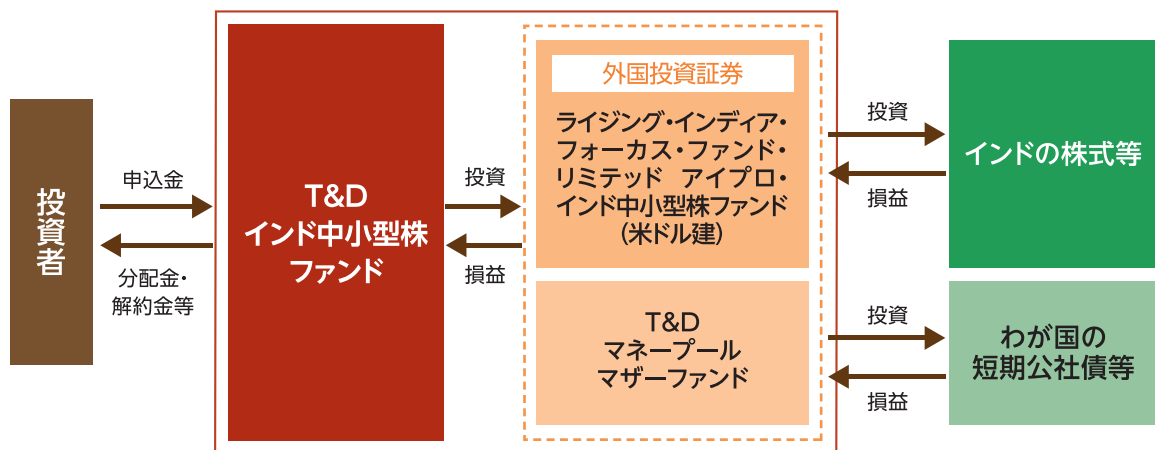 投資者
申込金
分配金・
解約金等
T&D
インド中小型株
ファンド
投資
損益
外国投資証券
ライジング・インディア・
フォーカス・ファンド・
リミテッド アイプロ・
インド中小型株ファンド
（米ドル建）
T&D
マネープール
マザーファンド
投資
損益
インドの株式等
投資
損益
わが国の
短期公社債等